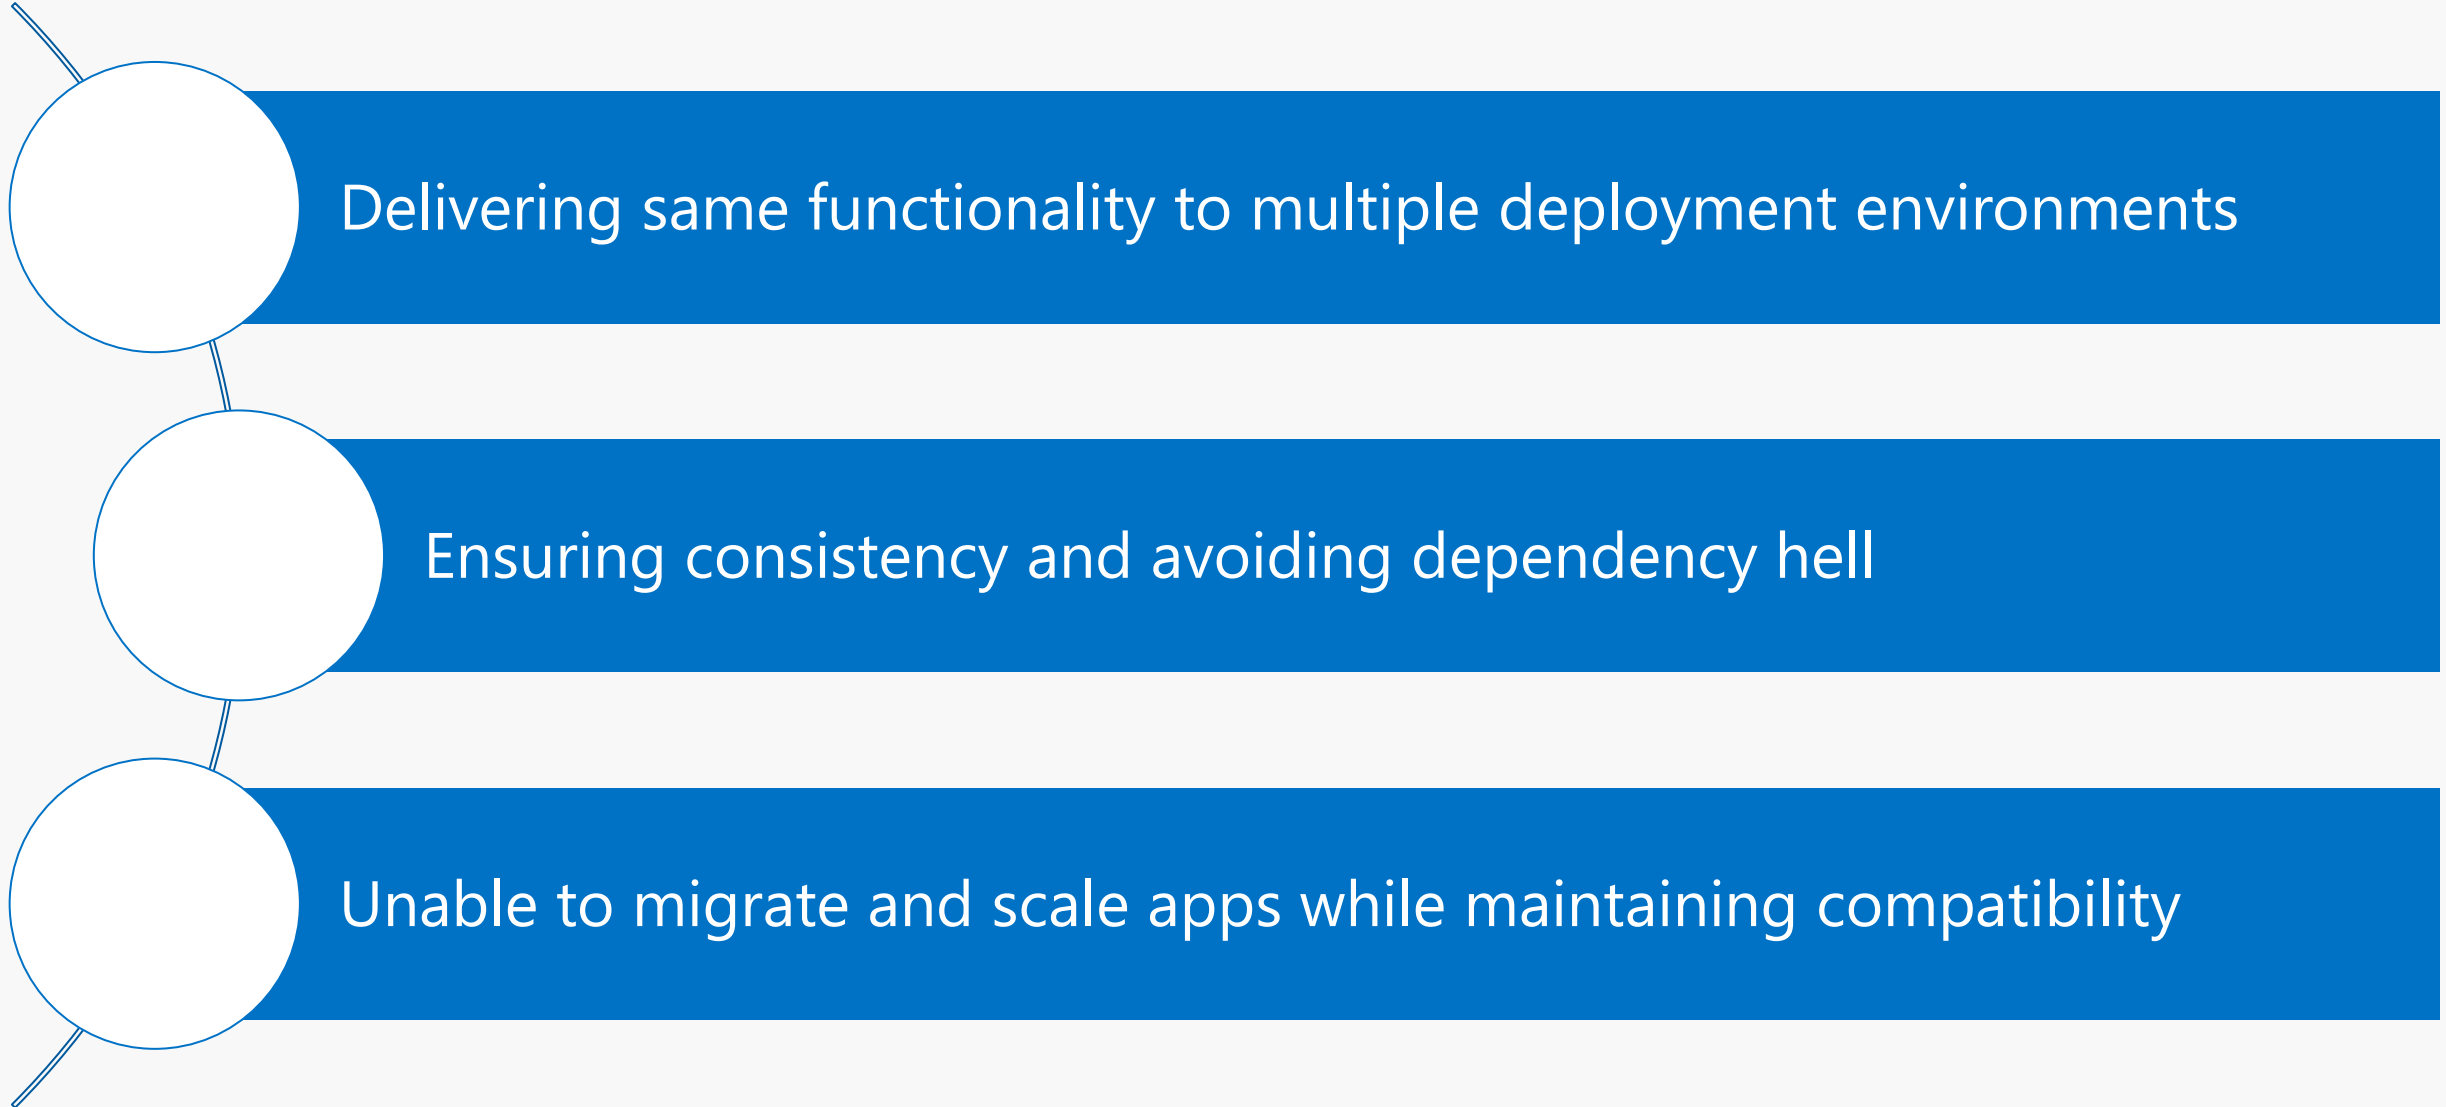 Delivering same functionality to multiple deployment environments
Ensuring consistency and avoiding dependency hell
Unable to migrate and scale apps while maintaining compatibility